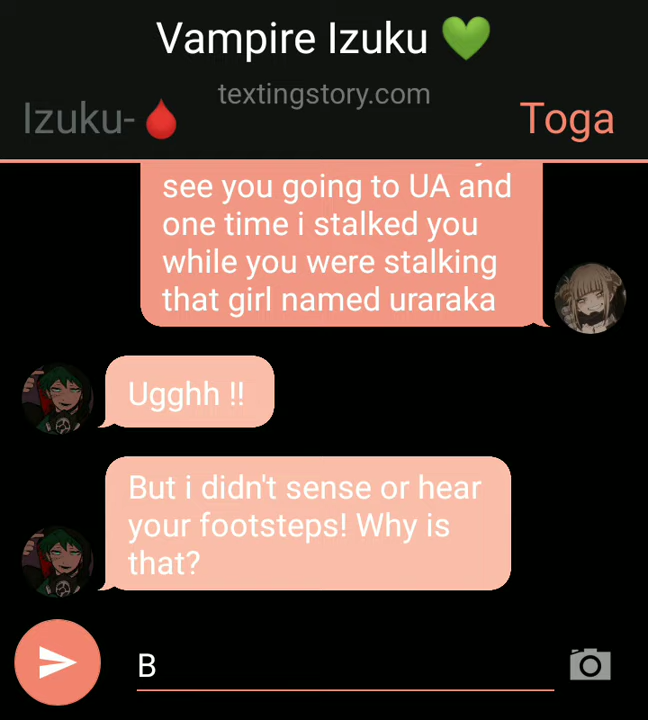 Vampire Izuku 💚
textingstory.com
Izuku-🩸
Toga
see you going to UA and
one time i stalked you
while you were stalking
that girl named uraraka
Ugghh !!
But i didn't sense or hear
your footsteps! Why is
that?
B